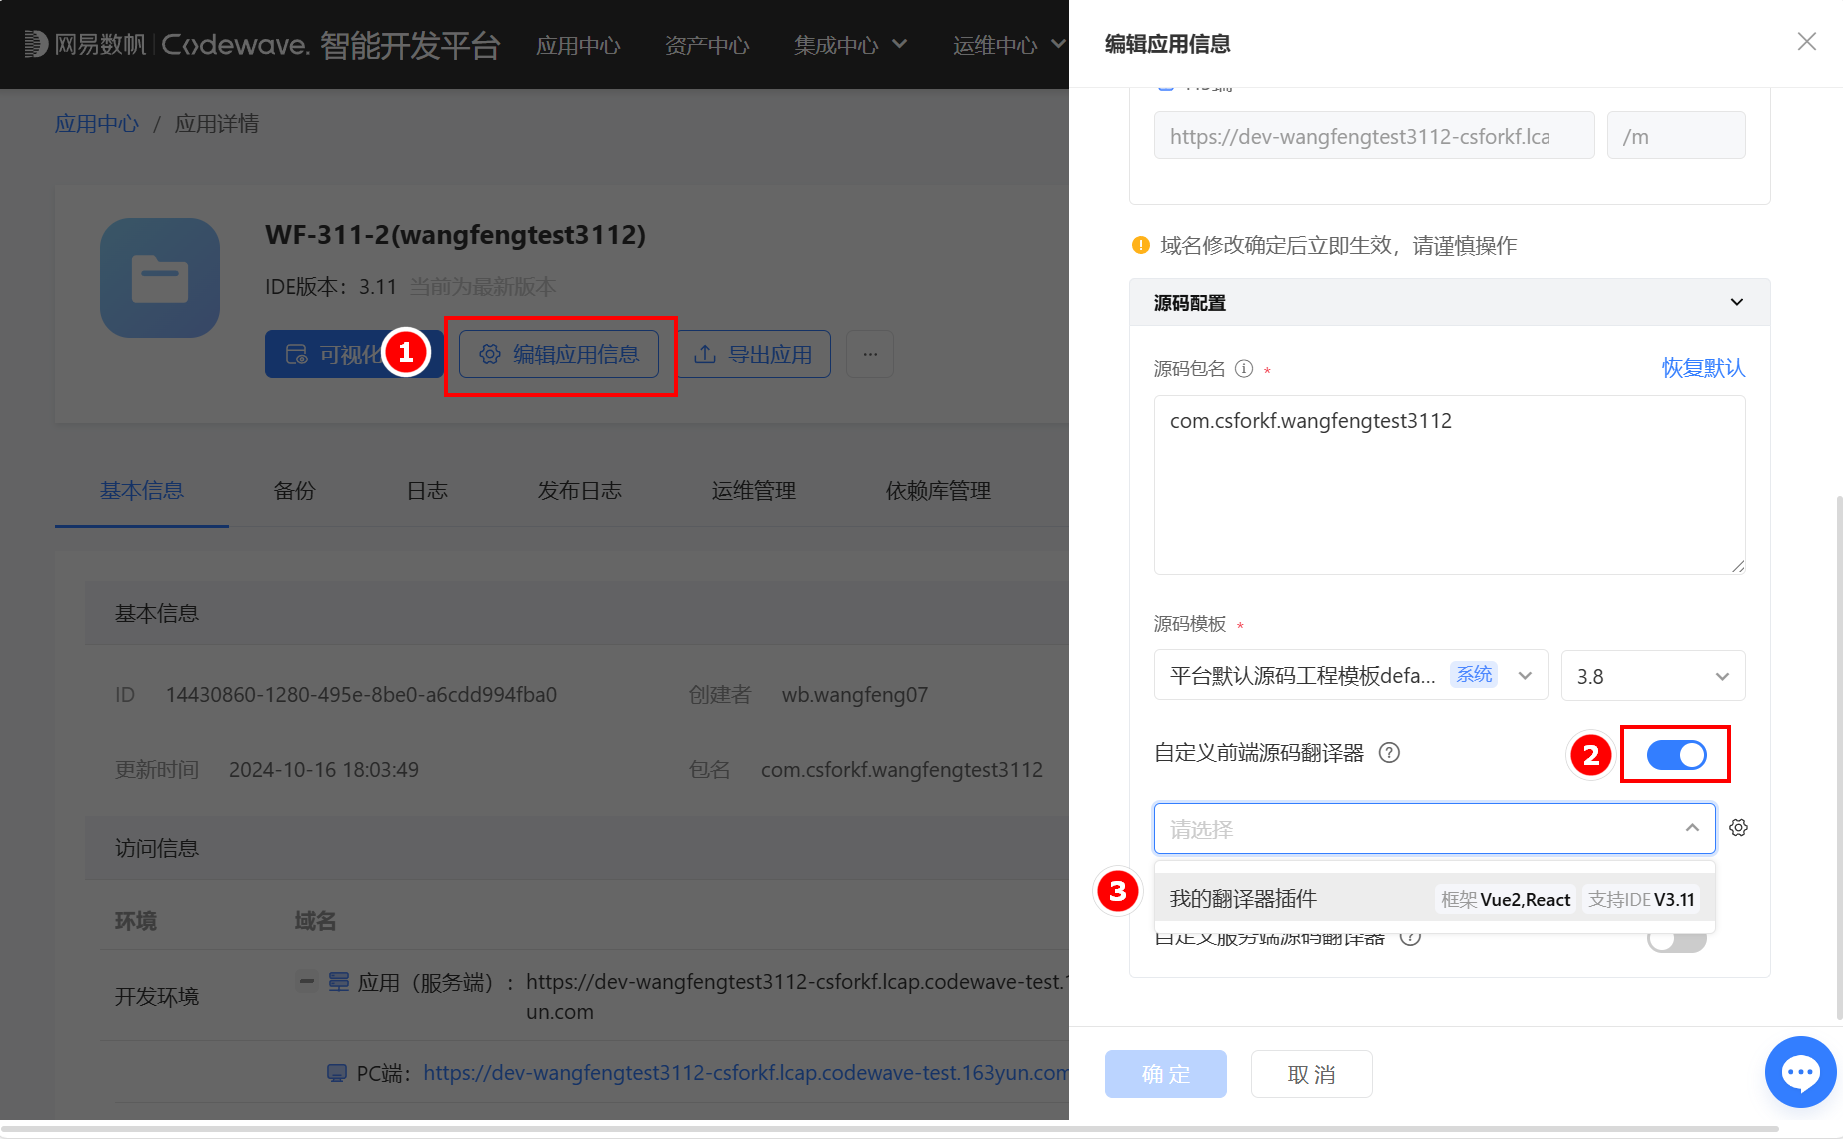 网易数帆 Codewave. 智能开发平台 应用中心 资产中心 集成中心 运维中心
应用中心 / 应用详情
WF-311-2(wangfengtest3112)
IDE版本：3.11 当前为最新版本
可视化 1 编辑应用信息 导出应用 ...
基本信息 备份 日志 发布日志 运维管理 依赖库管理
基本信息
ID 14430860-1280-495e-8be0-a6cdd994fba0 创建者 wb.wangfeng07
更新时间 2024-10-16 18:03:49 包名 com.csforkf.wangfengtest3112
访问信息
环境 域名
开发环境 应用（服务端）: https://dev-wangfengtest3112-csforkf.lcap.codewave-test.
un.com
PC端: https://dev-wangfengtest3112-csforkf.lcap.codewave-test.163yun.com
编辑应用信息
https://dev-wangfengtest3112-csforkf.lca /m
域名修改确定后立即生效，请谨慎操作
源码配置
源码包名 * 恢复默认
com.csforkf.wangfengtest3112
源码模板 *
平台默认源码工程模板defa... 系统 3.8
自定义前端源码翻译器 ? 2
请选择
3 我的翻译器插件 框架 Vue2,React 支持IDE V3.11
自定义服务端源码翻译器 ?
确定 取消